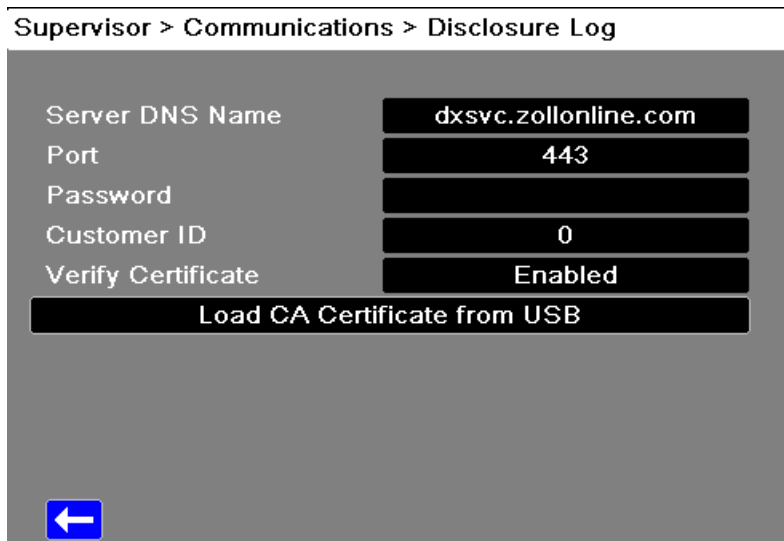 Supervisor > Communications > Disclosure Log
Server DNS Name dxsvc.zollonline.com
Port 443
Password
Customer ID 0
Verify Certificate Enabled
Load CA Certificate from USB